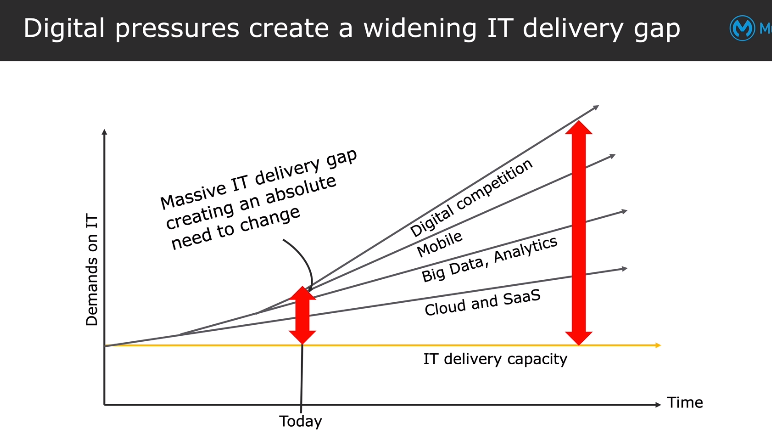 Digital pressures create a widening IT delivery gap
Massive IT delivery gap
creating an absolute
need to change
Demands on IT
Digital competition
Mobile
Big Data, Analytics
Cloud and SaaS
IT delivery capacity
Time
Today